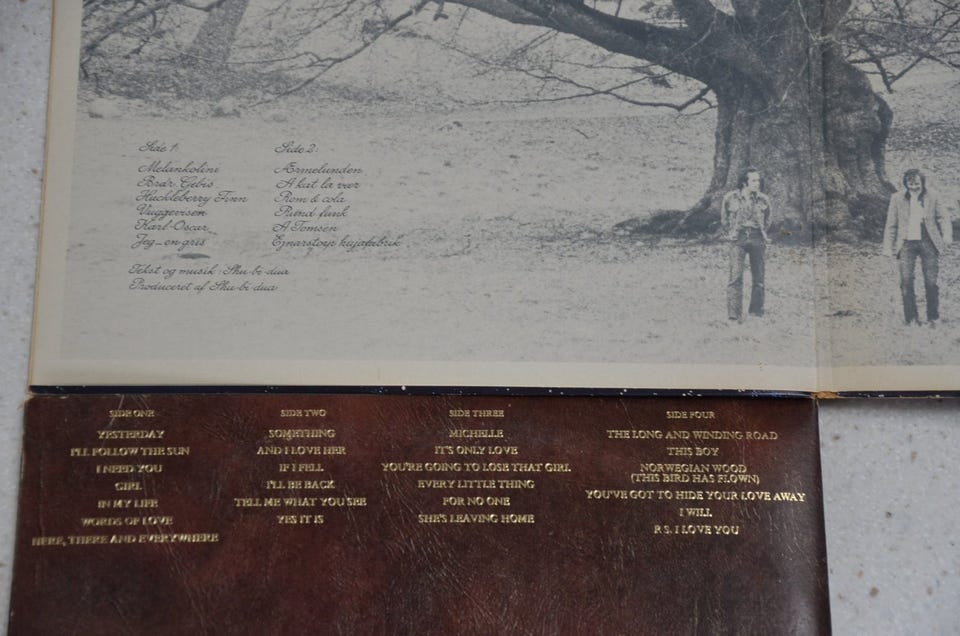 Side 1:
Melankolini
Brdr. Gebis
Huckleberry Finn
Vuggevisen
Karl-Oscar
Jeg - en gris
Side 2:
Ærmelunden
A kist la vær
Rom & cola
Rund funk
A Tomsen
Ejnarstorp hujafabrik
Tekst og musik: Shu-bi-dua
Produceret af Shu-bi-dua
SIDE ONE
YESTERDAY
I'LL FOLLOW THE SUN
I NEED YOU
GIRL
IN MY LIFE
WORDS OF LOVE
HERE, THERE AND EVERYWHERE
SIDE TWO
SOMETHING
AND I LOVE HER
IF I FELL
I'LL BE BACK
TELL ME WHAT YOU SEE
YES IT IS
SIDE THREE
MICHELLE
IT'S ONLY LOVE
YOU'RE GOING TO LOSE THAT GIRL
EVERY LITTLE THING
FOR NO ONE
SHE'S LEAVING HOME
SIDE FOUR
THE LONG AND WINDING ROAD
THIS BOY
NORWEGIAN WOOD
(THIS BIRD HAS FLOWN)
YOU'VE GOT TO HIDE YOUR LOVE AWAY
I WILL
P.S. I LOVE YOU